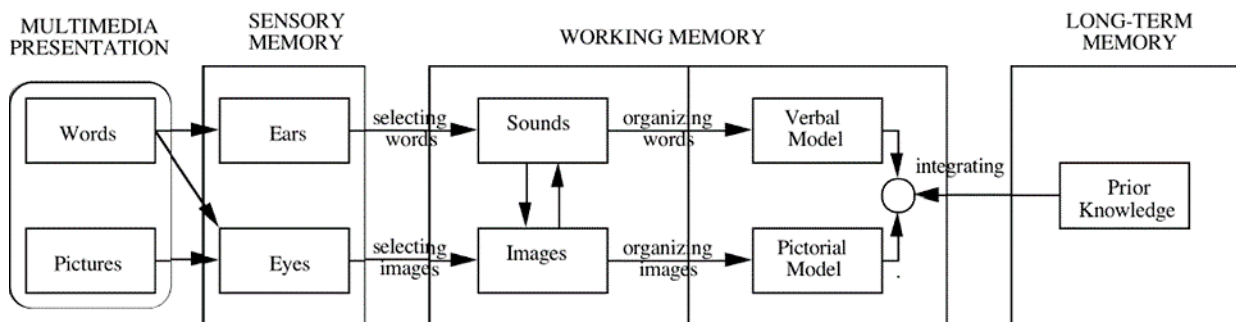 MULTIMEDIA
PRESENTATION
SENSORY
MEMORY
WORKING MEMORY
LONG-TERM
MEMORY
Words
Ears
selecting
words
Sounds
organizing
words
Verbal
Model
integrating
Prior
Knowledge
Pictures
Eyes
selecting
images
Images
organizing
images
Pictorial
Model